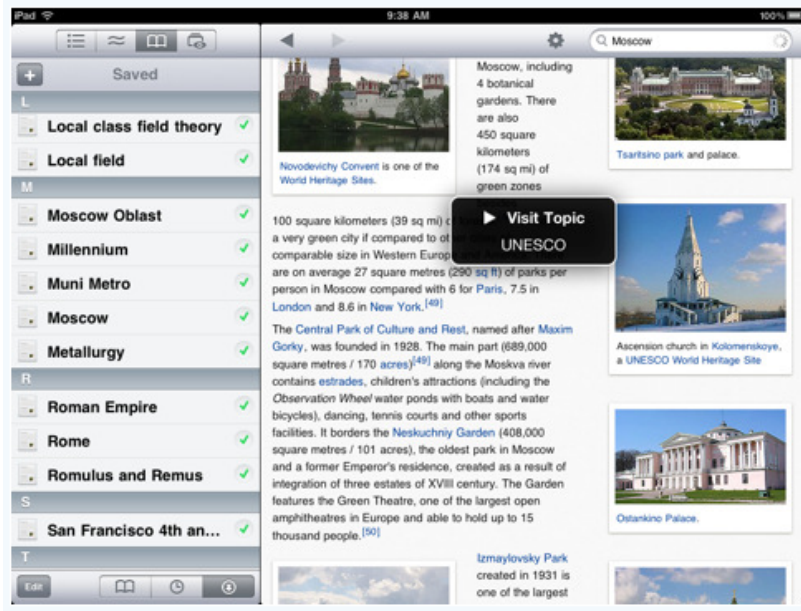 iPad
9:38 AM
100%
Moscow
Saved
L
Local class field theory
Local field
M
Moscow Oblast
Millennium
Muni Metro
Moscow
Metallurgy
R
Roman Empire
Rome
Romulus and Remus
S
San Francisco 4th an...
T
Edit
Novodevichy Convent is one of the
World Heritage Sites.
Moscow, including
4 botanical
gardens. There
are also
450 square
kilometers
(174 sq mi) of
green zones
100 square kilometers (39 sq mi)
a very green city if compared to
comparable size in Western Europe
are on average 27 square metres (290 sq ft) of parks per
person in Moscow compared with 6 for Paris, 7.5 in
London and 8.6 in New York.[49]
The Central Park of Culture and Rest, named after Maxim
Gorky, was founded in 1928. The main part (689,000
square metres / 170 acres)[49] along the Moskva river
contains estrades, children's attractions (including the
Observation Wheel water ponds with boats and water
bicycles), dancing, tennis courts and other sports
facilities. It borders the Neskuchniy Garden (408,000
square metres / 101 acres), the oldest park in Moscow
and a former Emperor's residence, created as a result of
integration of three estates of XVIII century. The Garden
features the Green Theatre, one of the largest open
amphitheatres in Europe and able to hold up to 15
thousand people.[50]
Izmaylovsky Park
created in 1931 is
one of the largest
Visit Topic
UNESCO
Tsaritsino park and palace.
Ascension church in Kolomenskoye,
a UNESCO World Heritage Site
Ostankino Palace.